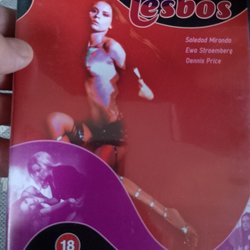 Lesbos
Soledad Miranda
Ewa Stroemberg
Dennis Price
18